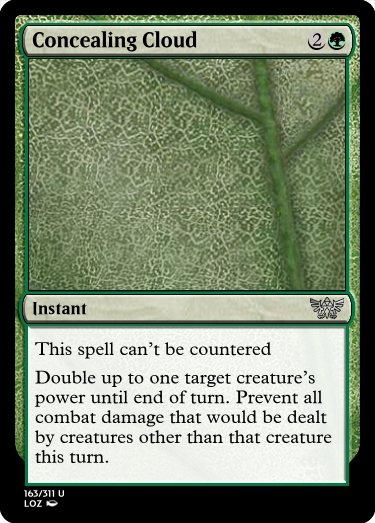 Concealing Cloud 2
Instant
This spell can't be countered
Double up to one target creature's
power until end of turn. Prevent all
combat damage that would be dealt
by creatures other than that creature
this turn.
163/311 U
LOZ